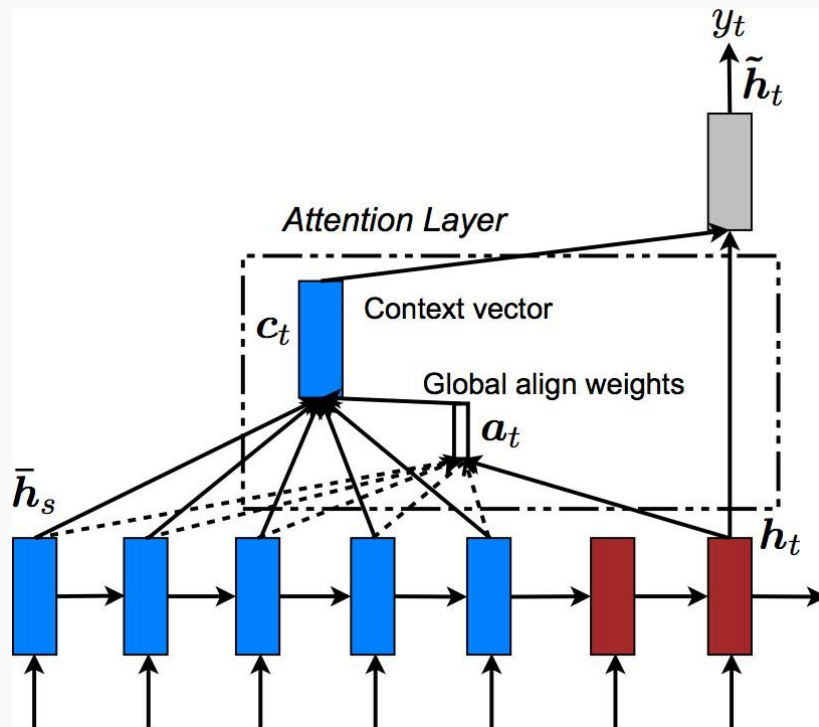 y_t
h̃_t
Attention Layer
Context vector
c_t
Global align weights
a_t
h̄_s
h_t